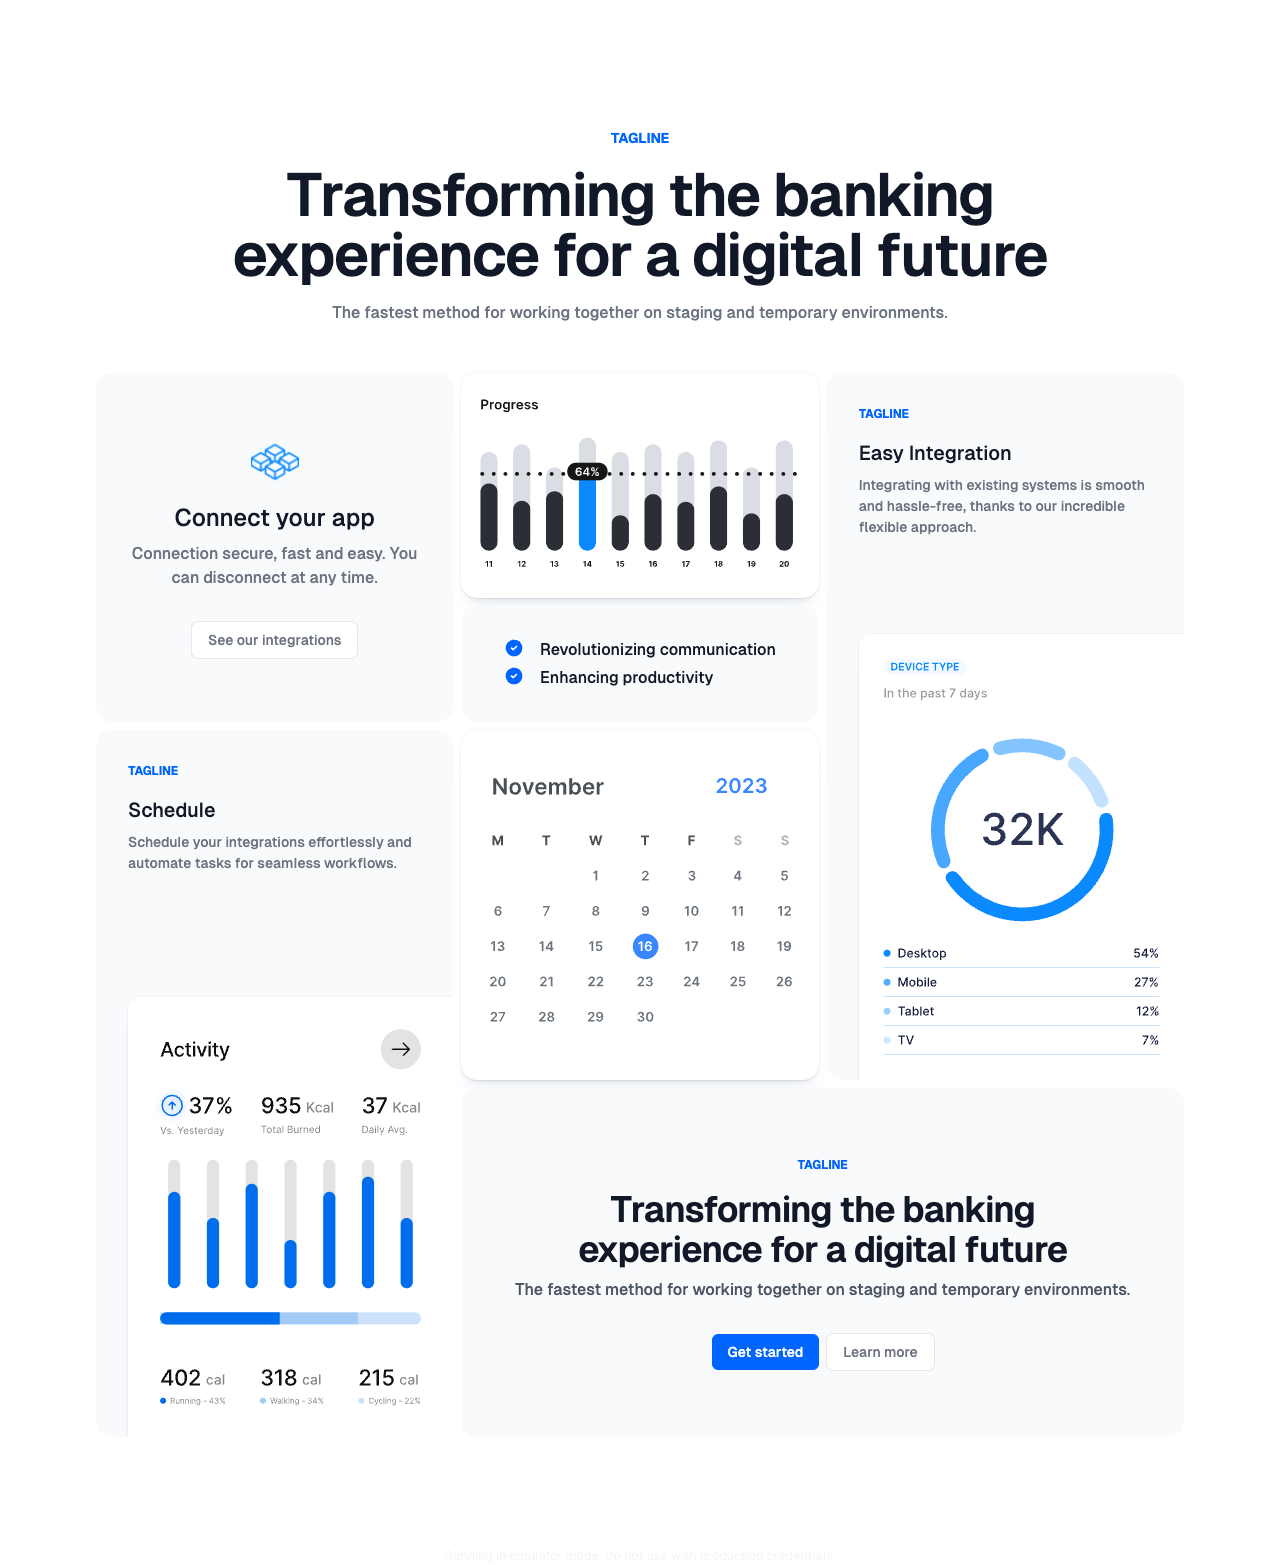 TAGLINE
Transforming the banking
experience for a digital future
The fastest method for working together on staging and temporary environments.
Connect your app
Connection secure, fast and easy. You
can disconnect at any time.
See our integrations
Progress
64%
11 12 13 14 15 16 17 18 19 20
Revolutionizing communication
Enhancing productivity
TAGLINE
Easy Integration
Integrating with existing systems is smooth
and hassle-free, thanks to our incredible
flexible approach.
DEVICE TYPE
In the past 7 days
32K
Desktop 54%
Mobile 27%
Tablet 12%
TV 7%
TAGLINE
Schedule
Schedule your integrations effortlessly and
automate tasks for seamless workflows.
Activity
37% 935 Kcal 37 Kcal
Vs. Yesterday Total Burned Daily Avg.
402 cal 318 cal 215 cal
Running - 43% Walking - 34% Cycling - 22%
November 2023
M T W T F S S
1 2 3 4 5
6 7 8 9 10 11 12
13 14 15 16 17 18 19
20 21 22 23 24 25 26
27 28 29 30
TAGLINE
Transforming the banking
experience for a digital future
The fastest method for working together on staging and temporary environments.
Get started Learn more
Running in emulator mode. Do not use with production credentials.